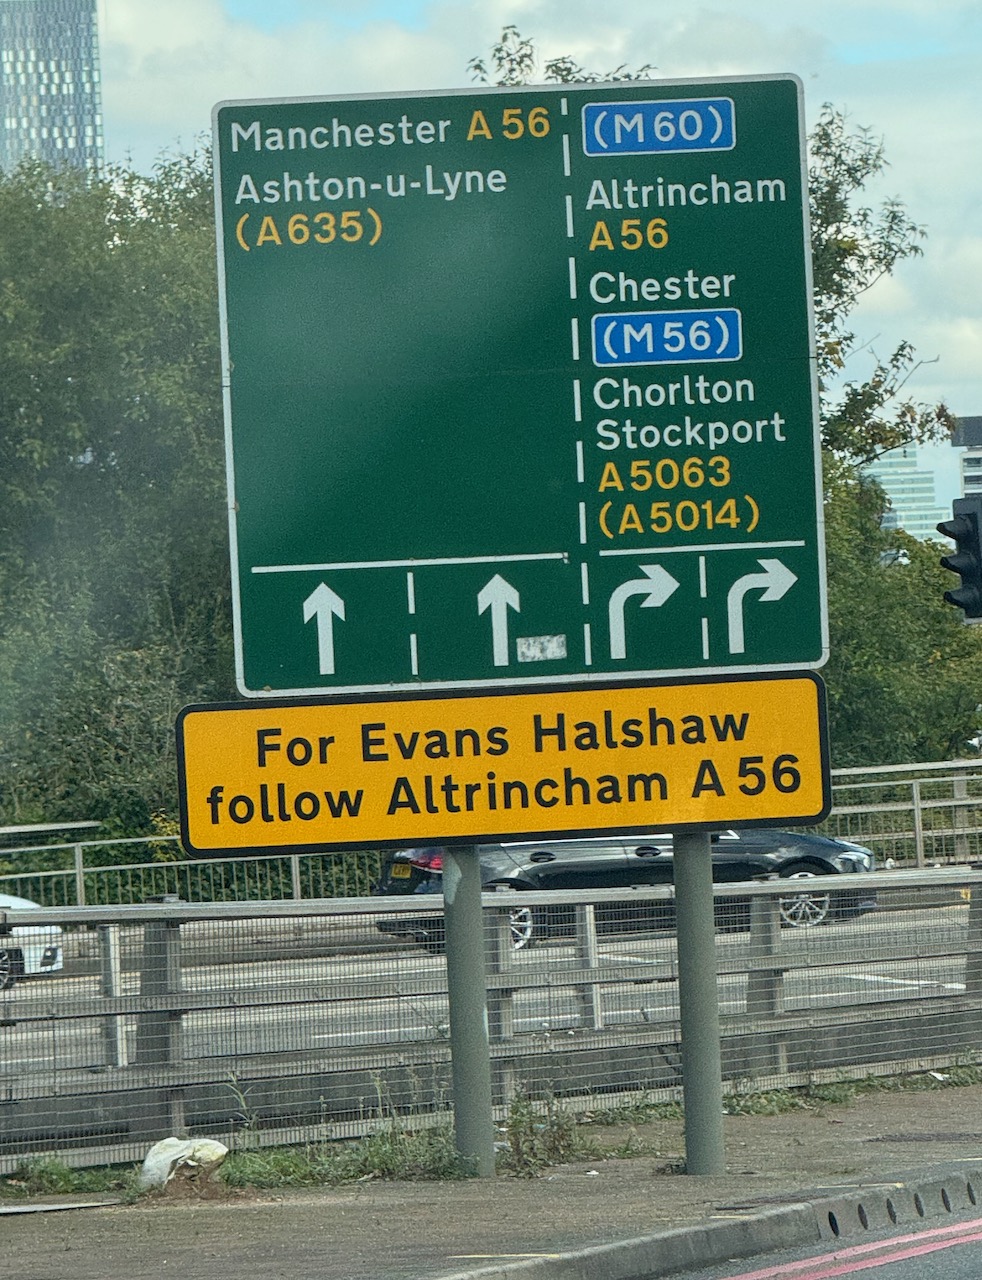 Manchester A56
Ashton-u-Lyne
(A635)
(M60)
Altrincham
A56
Chester
(M56)
Chorlton
Stockport
A5063
(A5014)
For Evans Halshaw
follow Altrincham A56